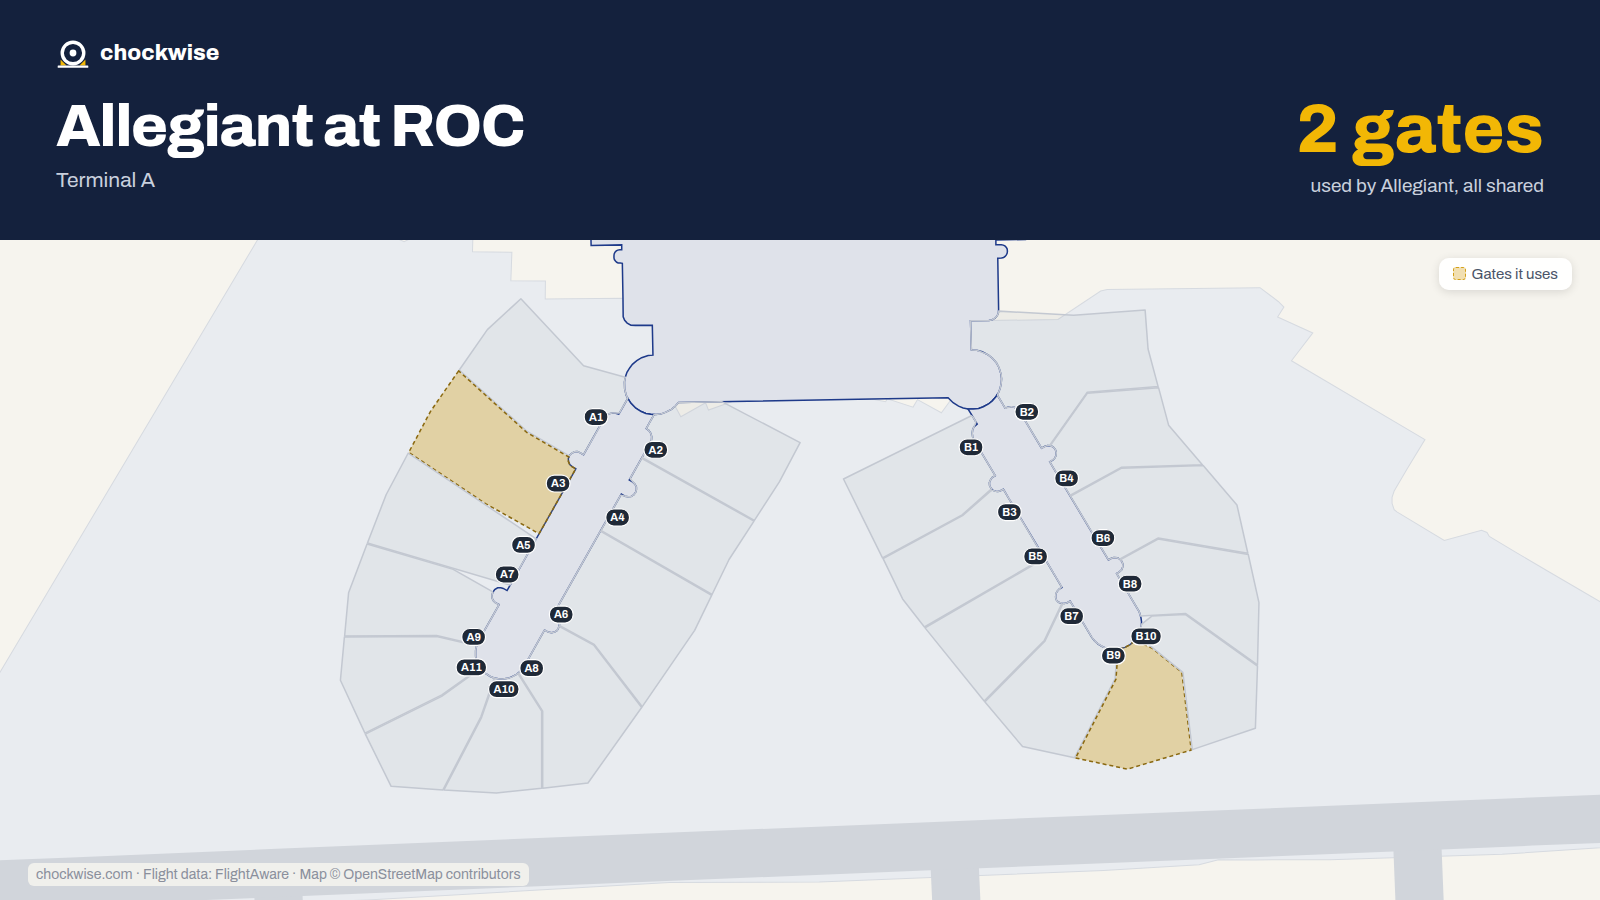 chockwise
Allegiant at ROC
Terminal A
2 gates
used by Allegiant, all shared
Gates it uses
A1
A2
A3
A4
A5
A7
A6
A9
A11
A8
A10
B2
B1
B4
B3
B6
B5
B8
B7
B10
B9
chockwise.com · Flight data: FlightAware · Map © OpenStreetMap contributors